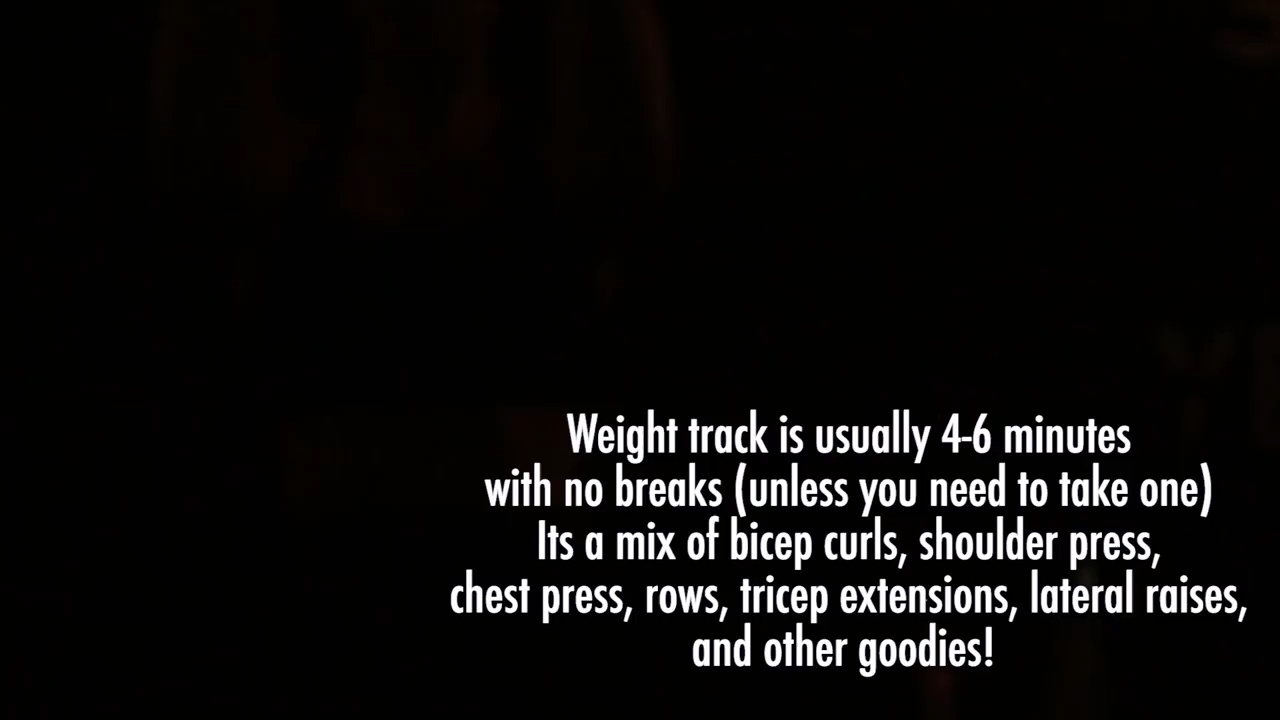 Weight track is usually 4-6 minutes
with no breaks (unless you need to take one)
Its a mix of bicep curls, shoulder press,
chest press, rows, tricep extensions, lateral raises,
and other goodies!